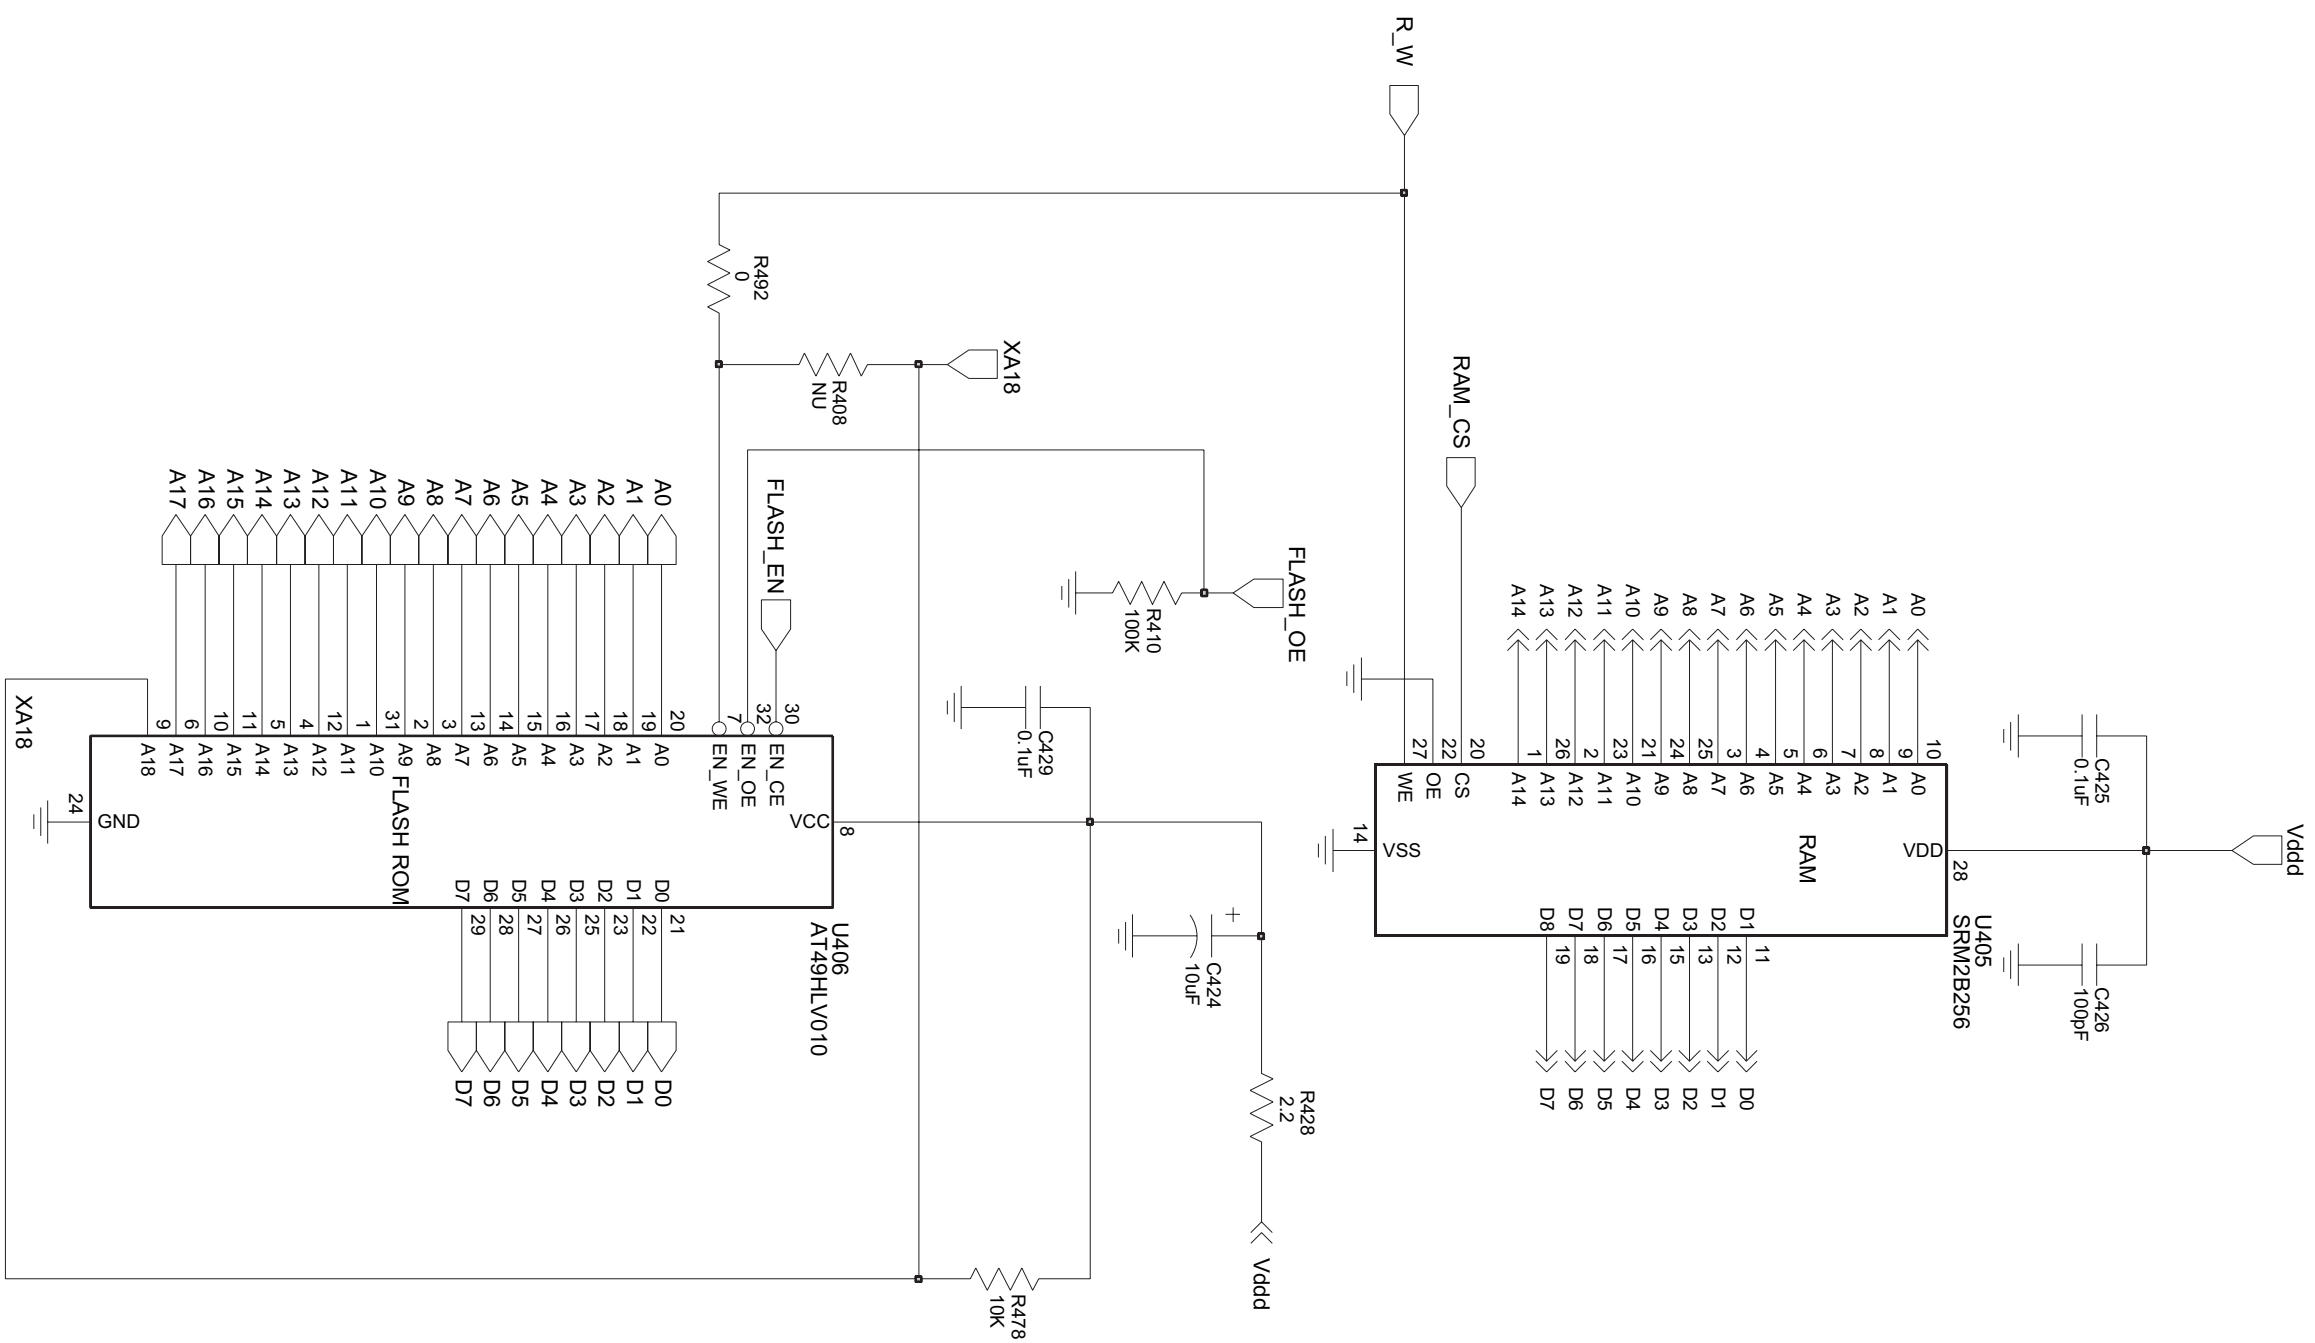 Vddd
C425
0.1uF
C426
100pF
U405
SRM2B256
VDD 28
RAM
A0 10 A0
A1 9 A1
A2 8 A2
A3 7 A3
A4 6 A4
A5 5 A5
A6 4 A6
A7 3 A7
A8 25 A8
A9 24 A9
A10 21 A10
A11 23 A11
A12 2 A12
A13 26 A13
A14 1 A14
D1 11 D0
D2 12 D1
D3 13 D2
D4 15 D3
D5 16 D4
D6 17 D5
D7 18 D6
D8 19 D7
RAM_CS 20 CS
22 OE
R_W 27 WE
14 VSS
FLASH_OE
R410
100K
R428
2.2
Vddd
+
C424
10uF
C429
0.1uF
R478
10K
XA18
R408
NU
R492
0
U406
AT49HLV010
VCC 8
FLASH_EN 30 EN_CE
32 EN_OE
7 EN_WE
A0 20 A0
A1 19 A1
A2 18 A2
A3 17 A3
A4 16 A4
A5 15 A5
A6 14 A6
A7 13 A7
A8 3 A8
A9 2 A9
A10 31 A10
A11 1 A11
A12 12 A12
A13 4 A13
A14 5 A14
A15 11 A15
A16 10 A16
A17 6 A17
9 A18
D0 21 D0
D1 22 D1
D2 23 D2
D3 25 D3
D4 26 D4
D5 27 D5
D6 28 D6
D7 29 D7
FLASH ROM
24 GND
XA18